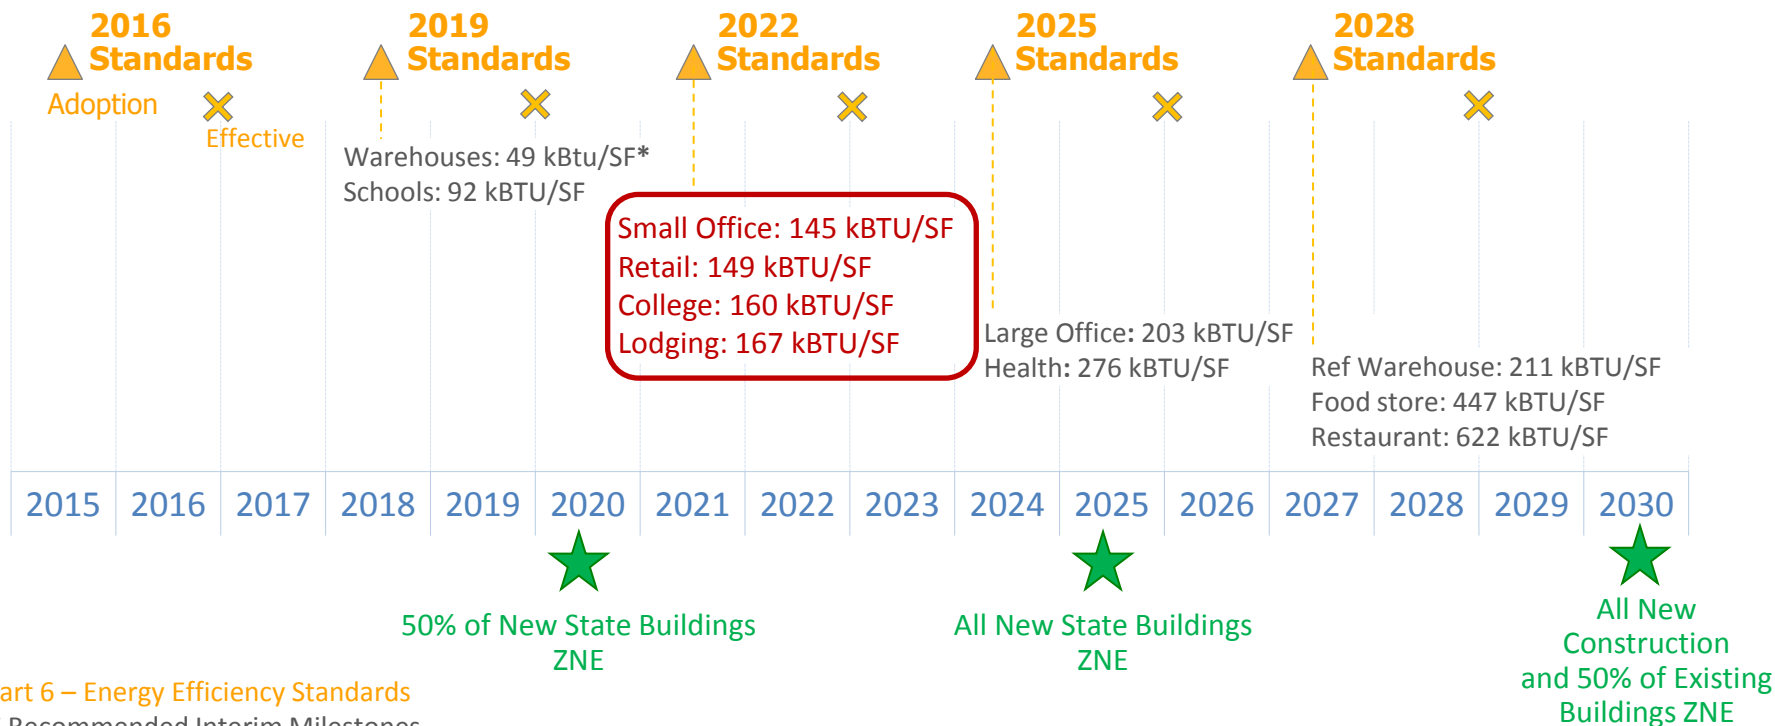 2016
Standards
2019
Standards
2022
Standards
2025
Standards
2028
Standards
Adoption
Effective
Warehouses: 49 kBtu/SF*
Schools: 92 kBTU/SF
Small Office: 145 kBTU/SF
Retail: 149 kBTU/SF
College: 160 kBTU/SF
Lodging: 167 kBTU/SF
Large Office: 203 kBTU/SF
Health: 276 kBTU/SF
Ref Warehouse: 211 kBTU/SF
Food store: 447 kBTU/SF
Restaurant: 622 kBTU/SF
2015 2016 2017 2018 2019 2020 2021 2022 2023 2024 2025 2026 2027 2028 2029 2030
50% of New State Buildings
ZNE
All New State Buildings
ZNE
All New
Construction
and 50% of Existing
Buildings ZNE
art 6 – Energy Efficiency Standards
Recommended Interim Milestones